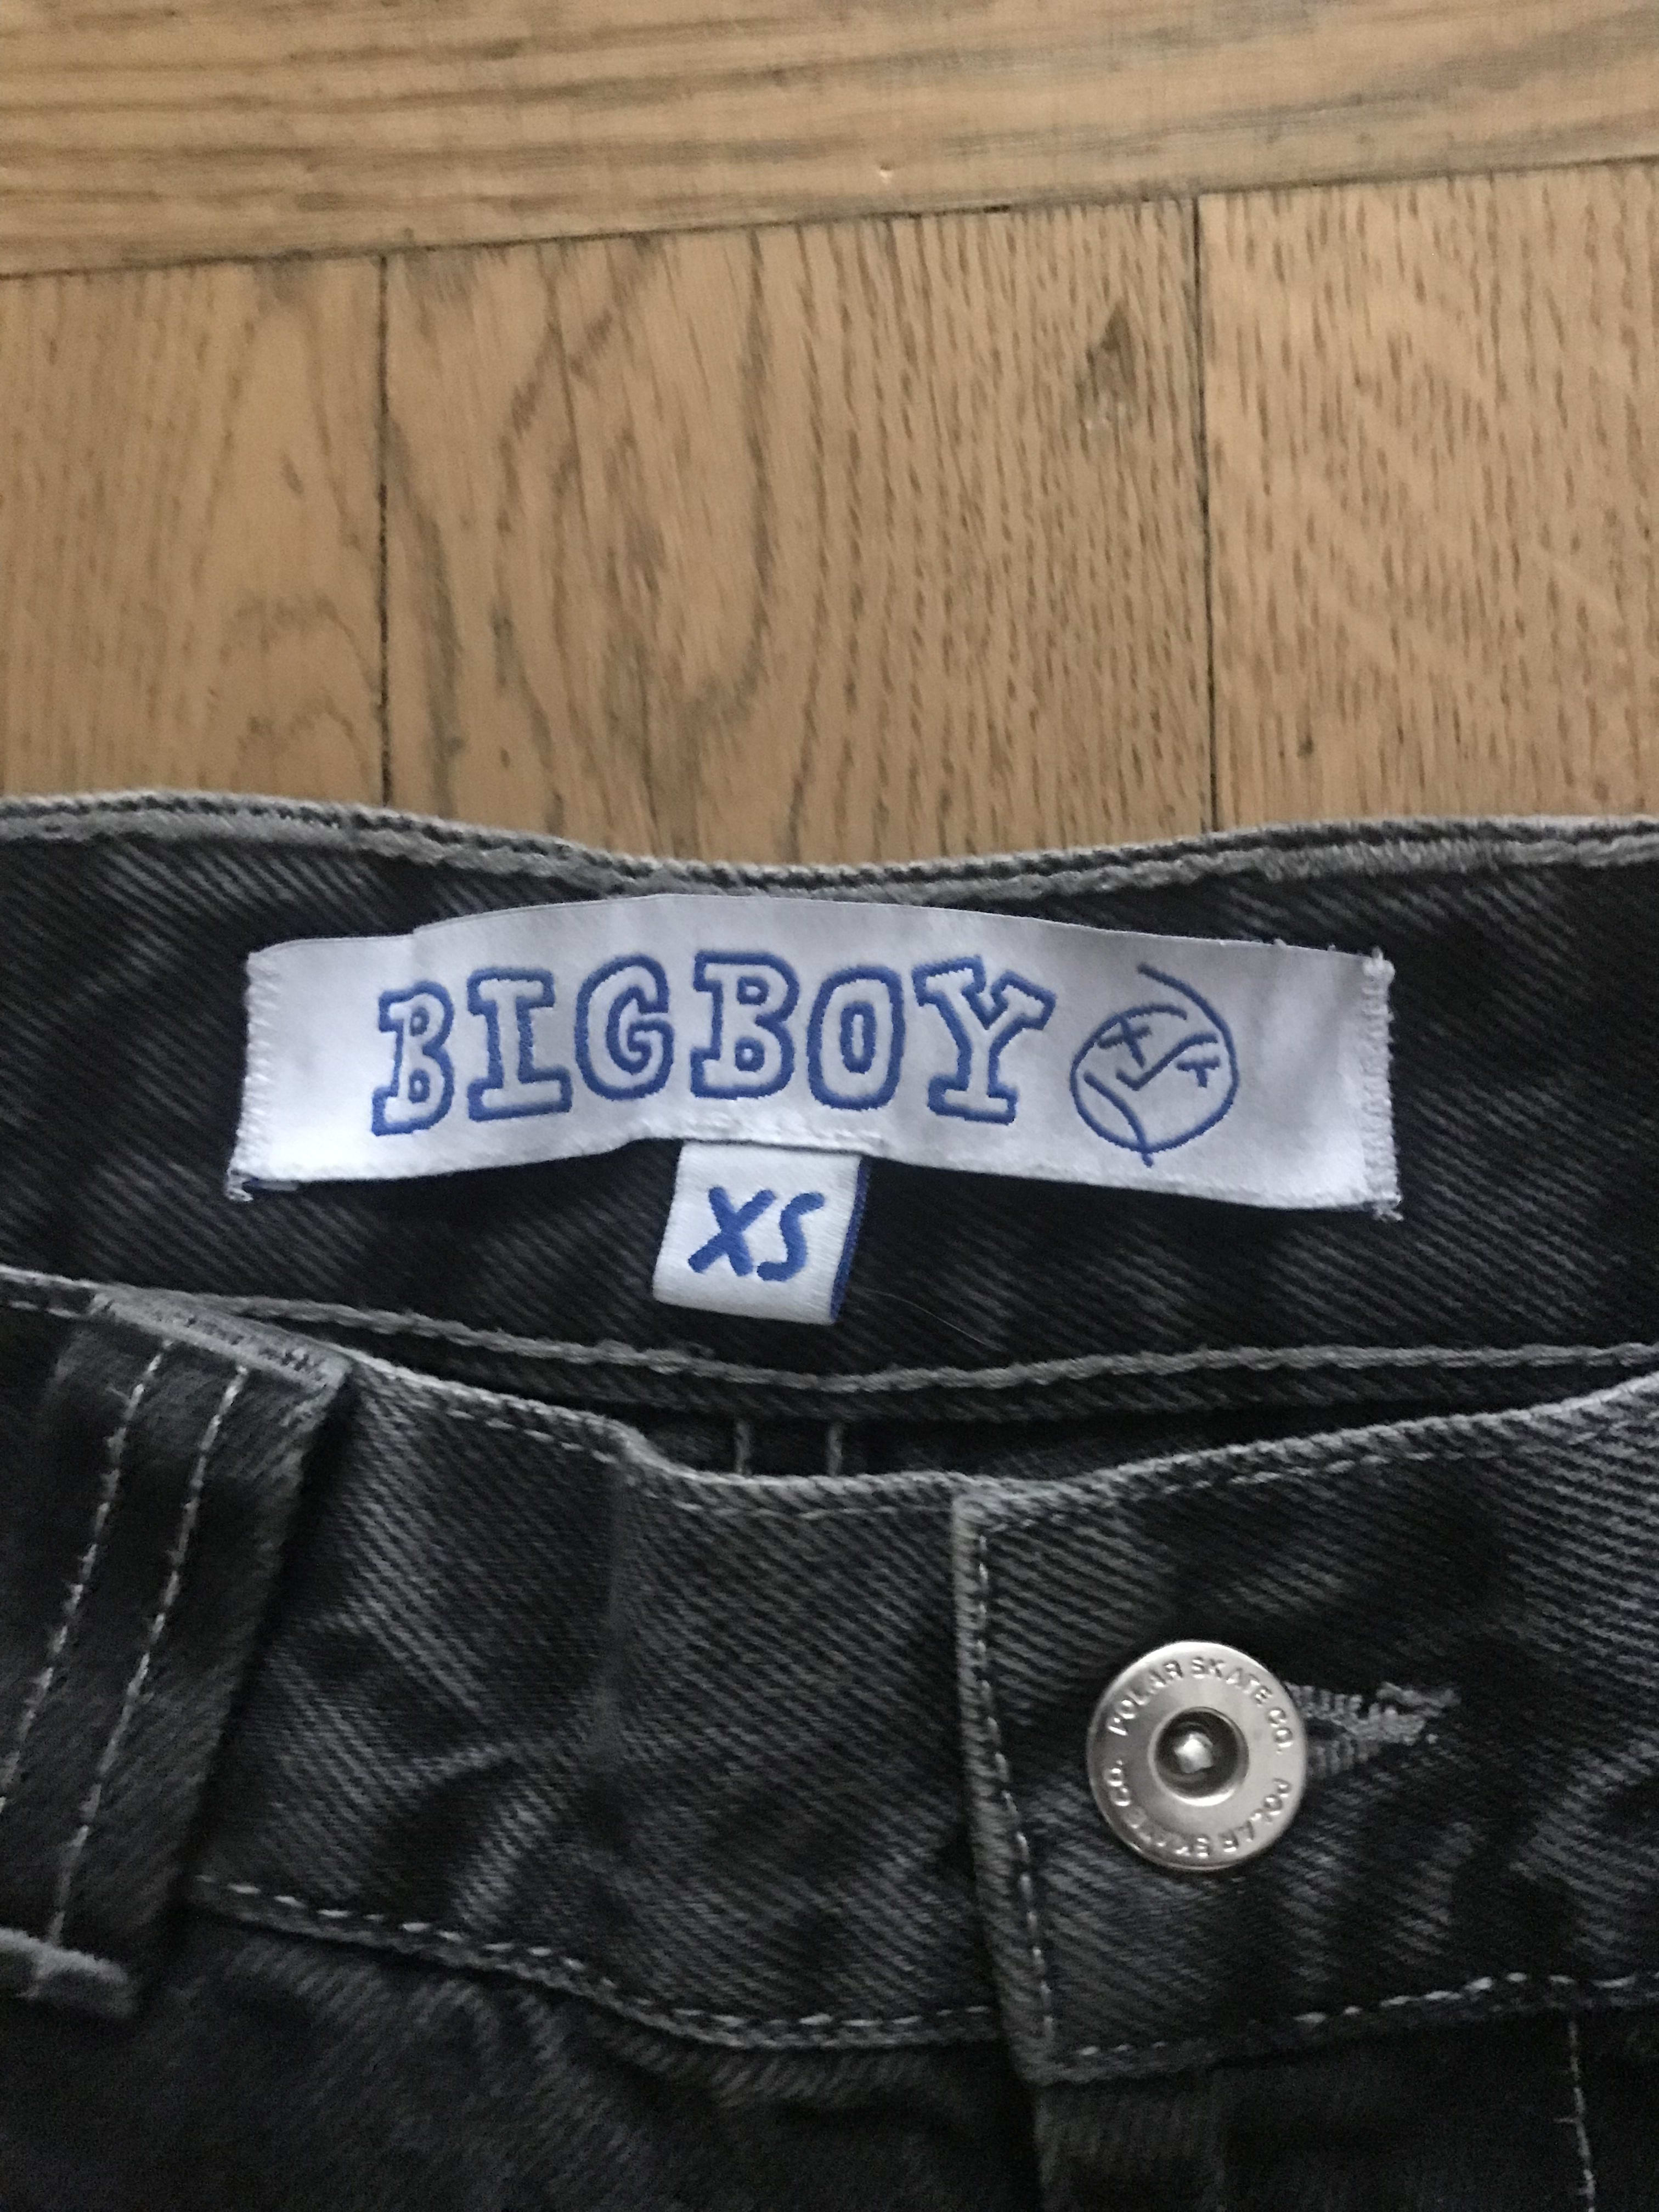 BIGBOY
XS
POLAR SKATE CO.
POLAR SKATE CO.